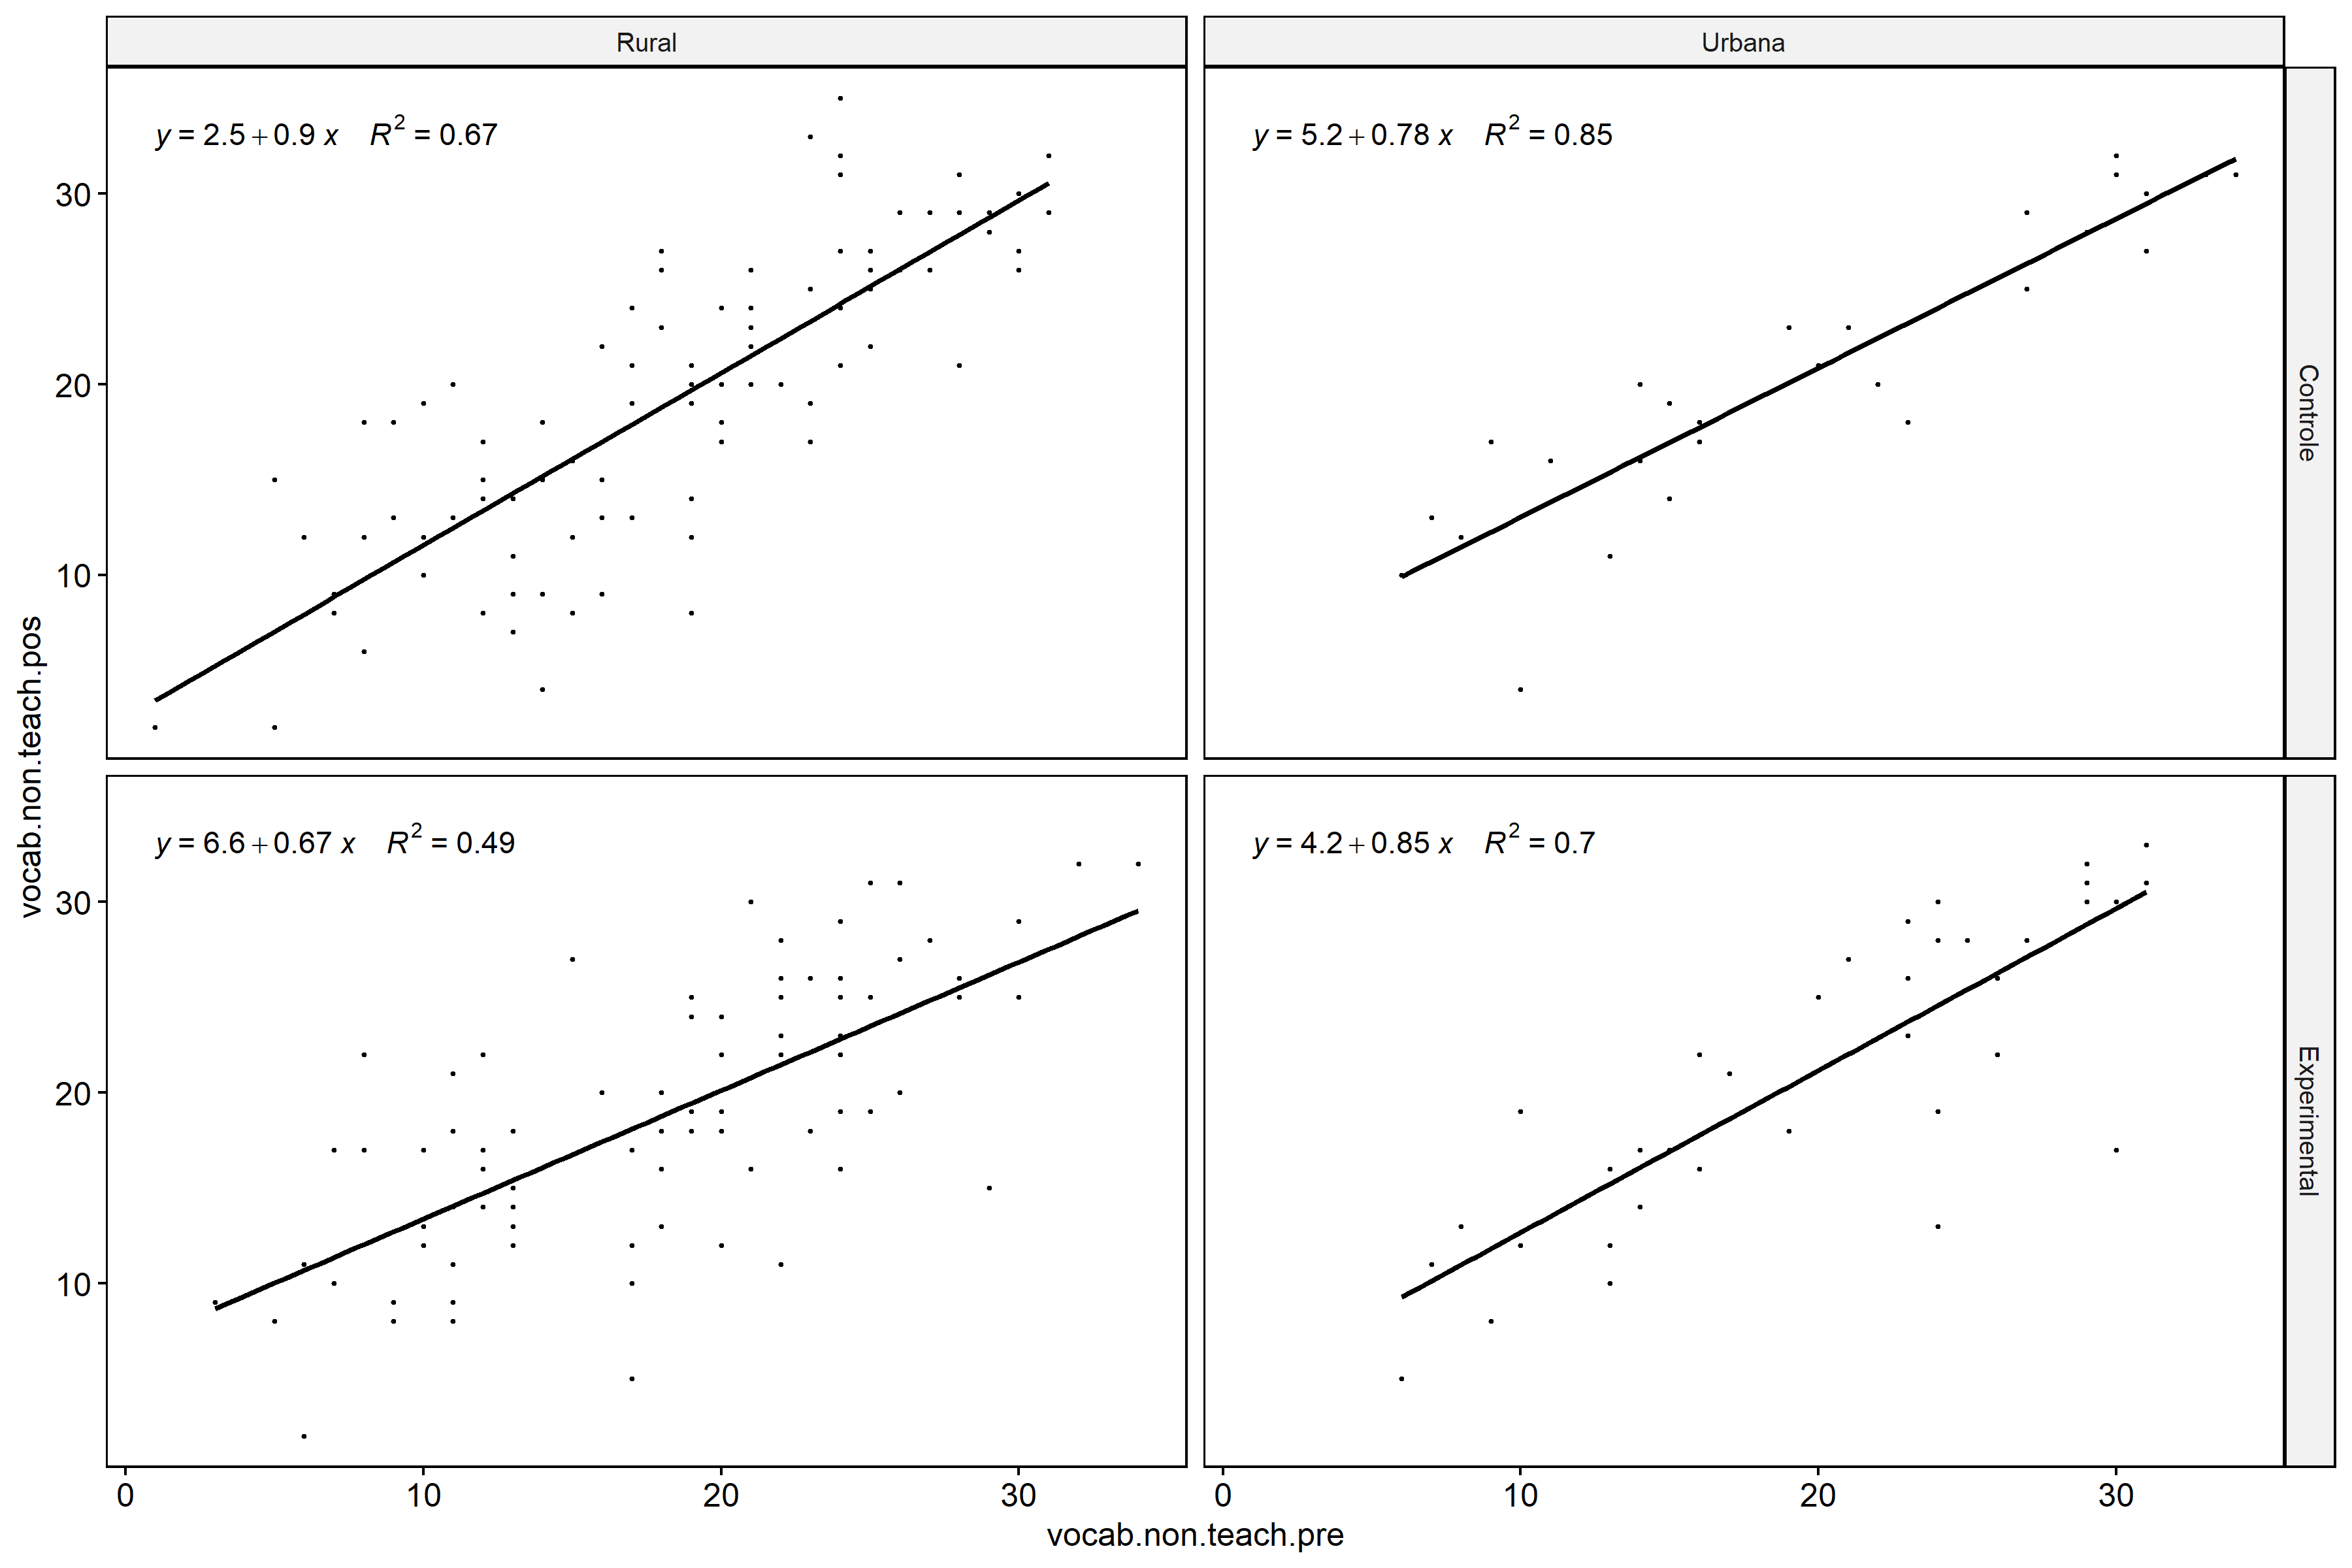 Rural
Urbana
y = 2.5 + 0.9 x R² = 0.67
y = 5.2 + 0.78 x R² = 0.85
30
20
10
Controle
vocab.non.teach.pos
y = 6.6 + 0.67 x R² = 0.49
y = 4.2 + 0.85 x R² = 0.7
30
20
10
Experimental
0 10 20 30
0 10 20 30
vocab.non.teach.pre